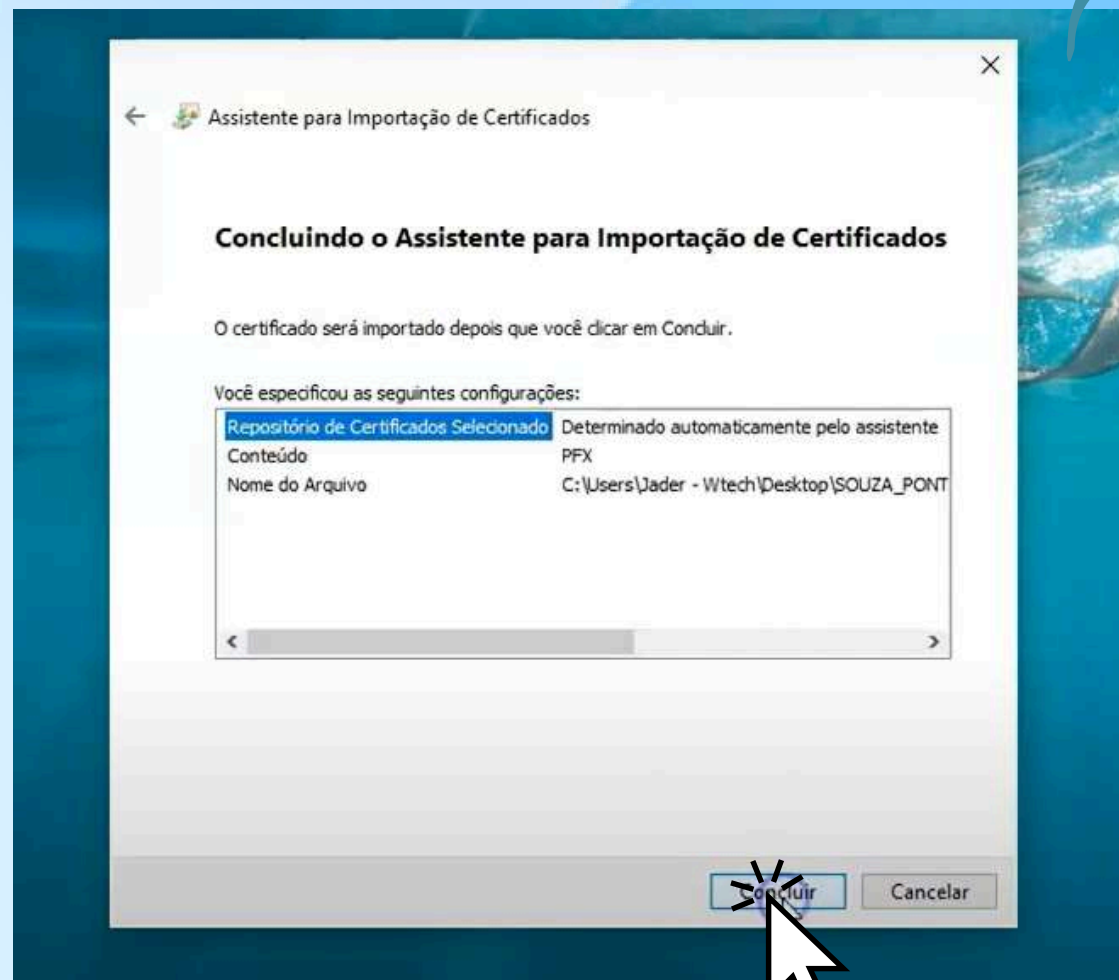 Assistente para Importação de Certificados
Concluindo o Assistente para Importação de Certificados
O certificado será importado depois que você clicar em Concluir.
Você especificou as seguintes configurações:
Repositório de Certificados Selecionado Determinado automaticamente pelo assistente
Conteúdo PFX
Nome do Arquivo C:\Users\Jader - Wtech\Desktop\SOUZA_PONT
Concluir Cancelar